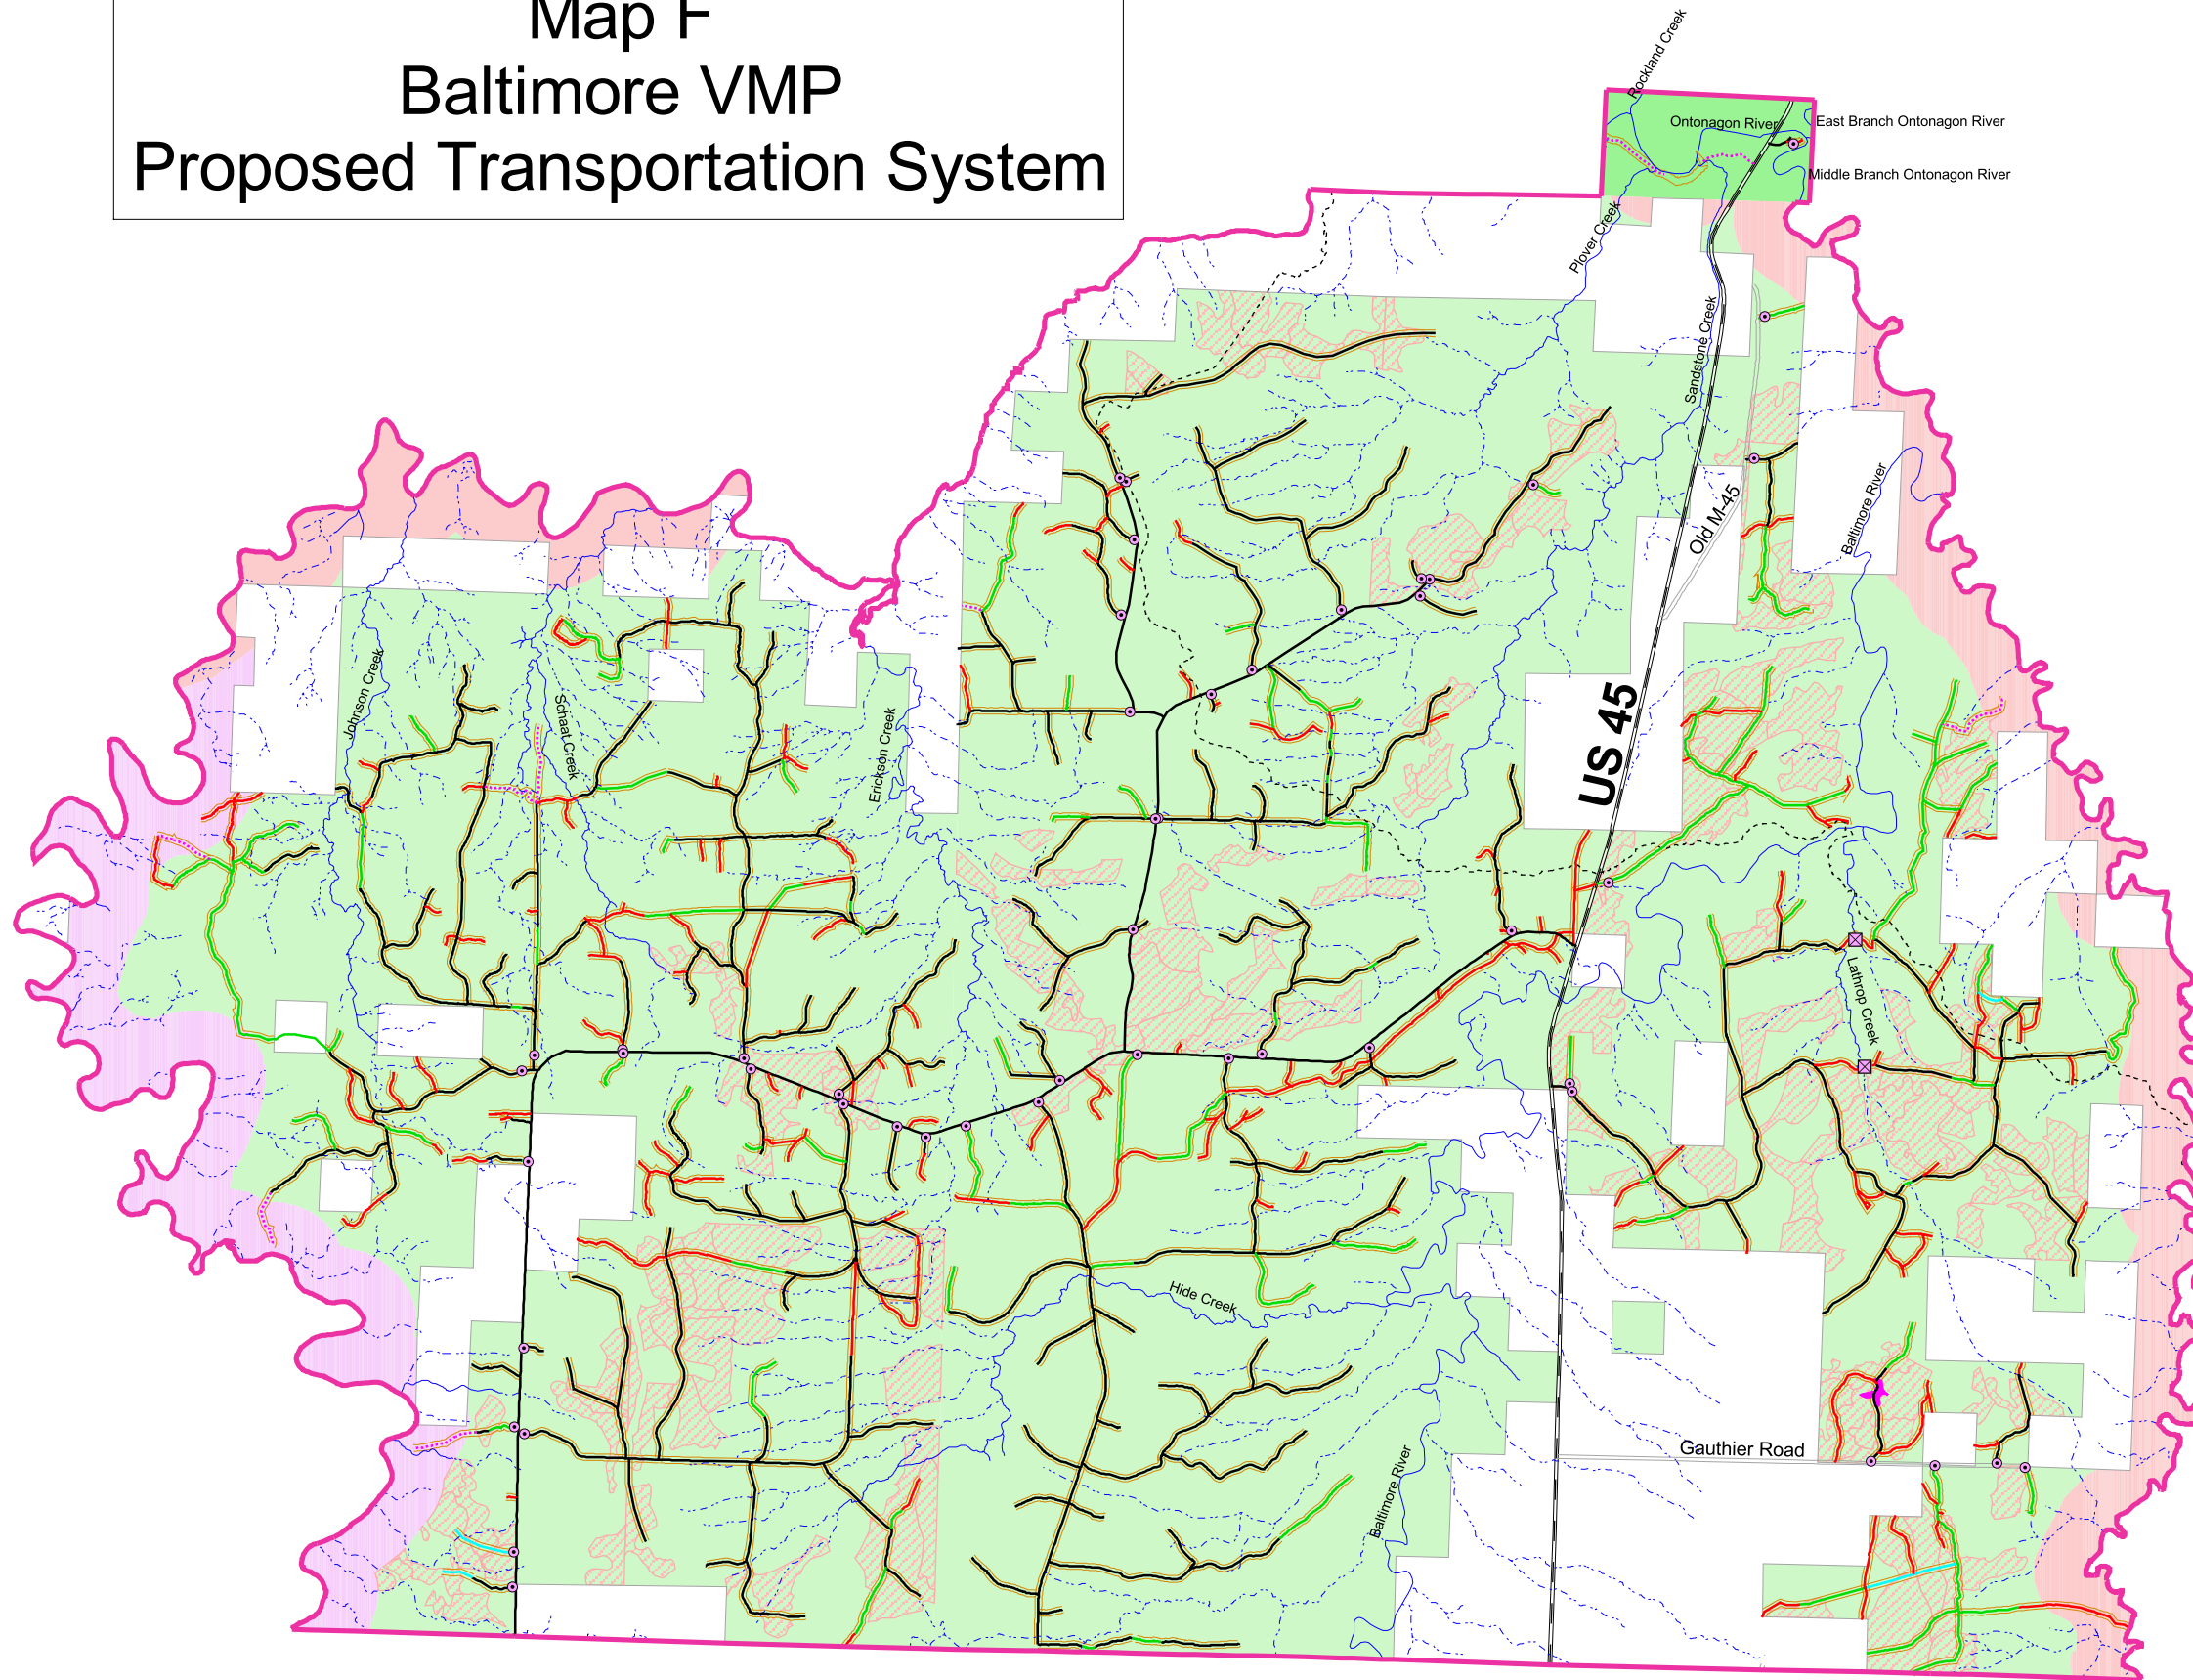 Map F
Baltimore VMP
Proposed Transportation System
Rockland Creek
Ontonagon River
East Branch Ontonagon River
Middle Branch Ontonagon River
Plover Creek
Sandstone Creek
Old M-45
Baltimore River
Johnson Creek
Schaat Creek
Erickson Creek
US 45
Lathrop Creek
Hide Creek
Gauthier Road
Baltimore River